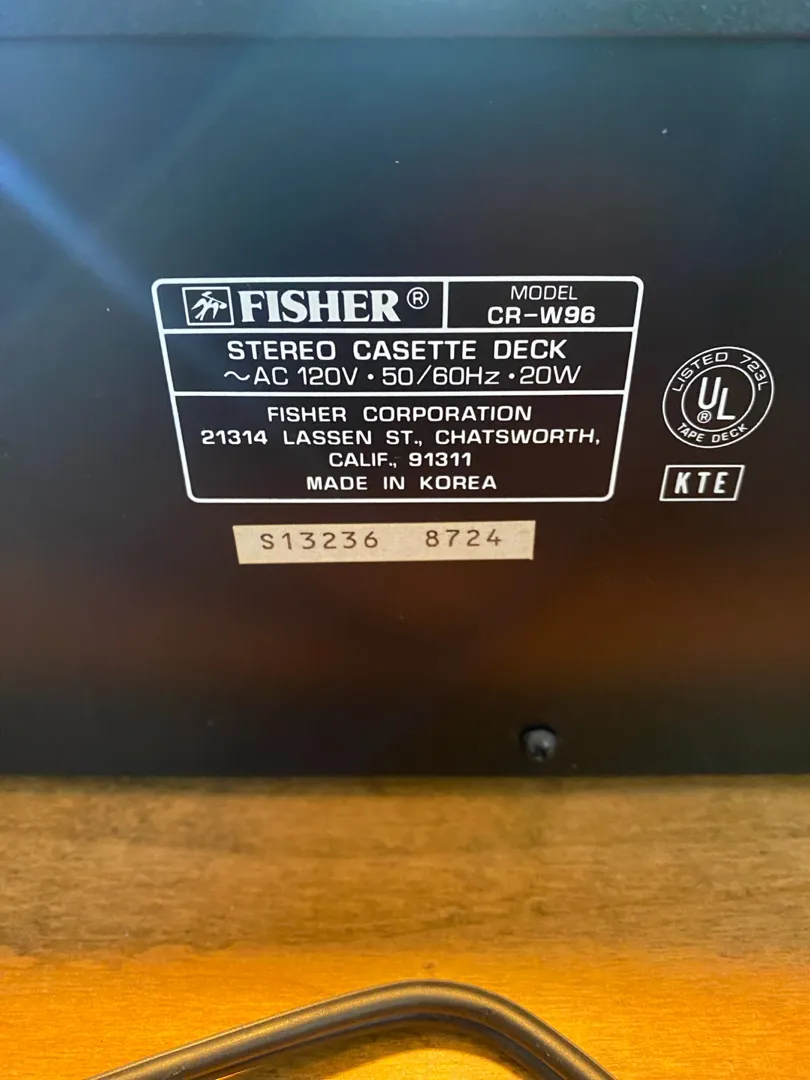 FISHER®
MODEL
CR-W96
STEREO CASETTE DECK
~AC 120V • 50/60Hz • 20W
FISHER CORPORATION
21314 LASSEN ST., CHATSWORTH,
CALIF., 91311
MADE IN KOREA
LISTED 723L
UL®
TAPE DECK
KTE
S13236 8724